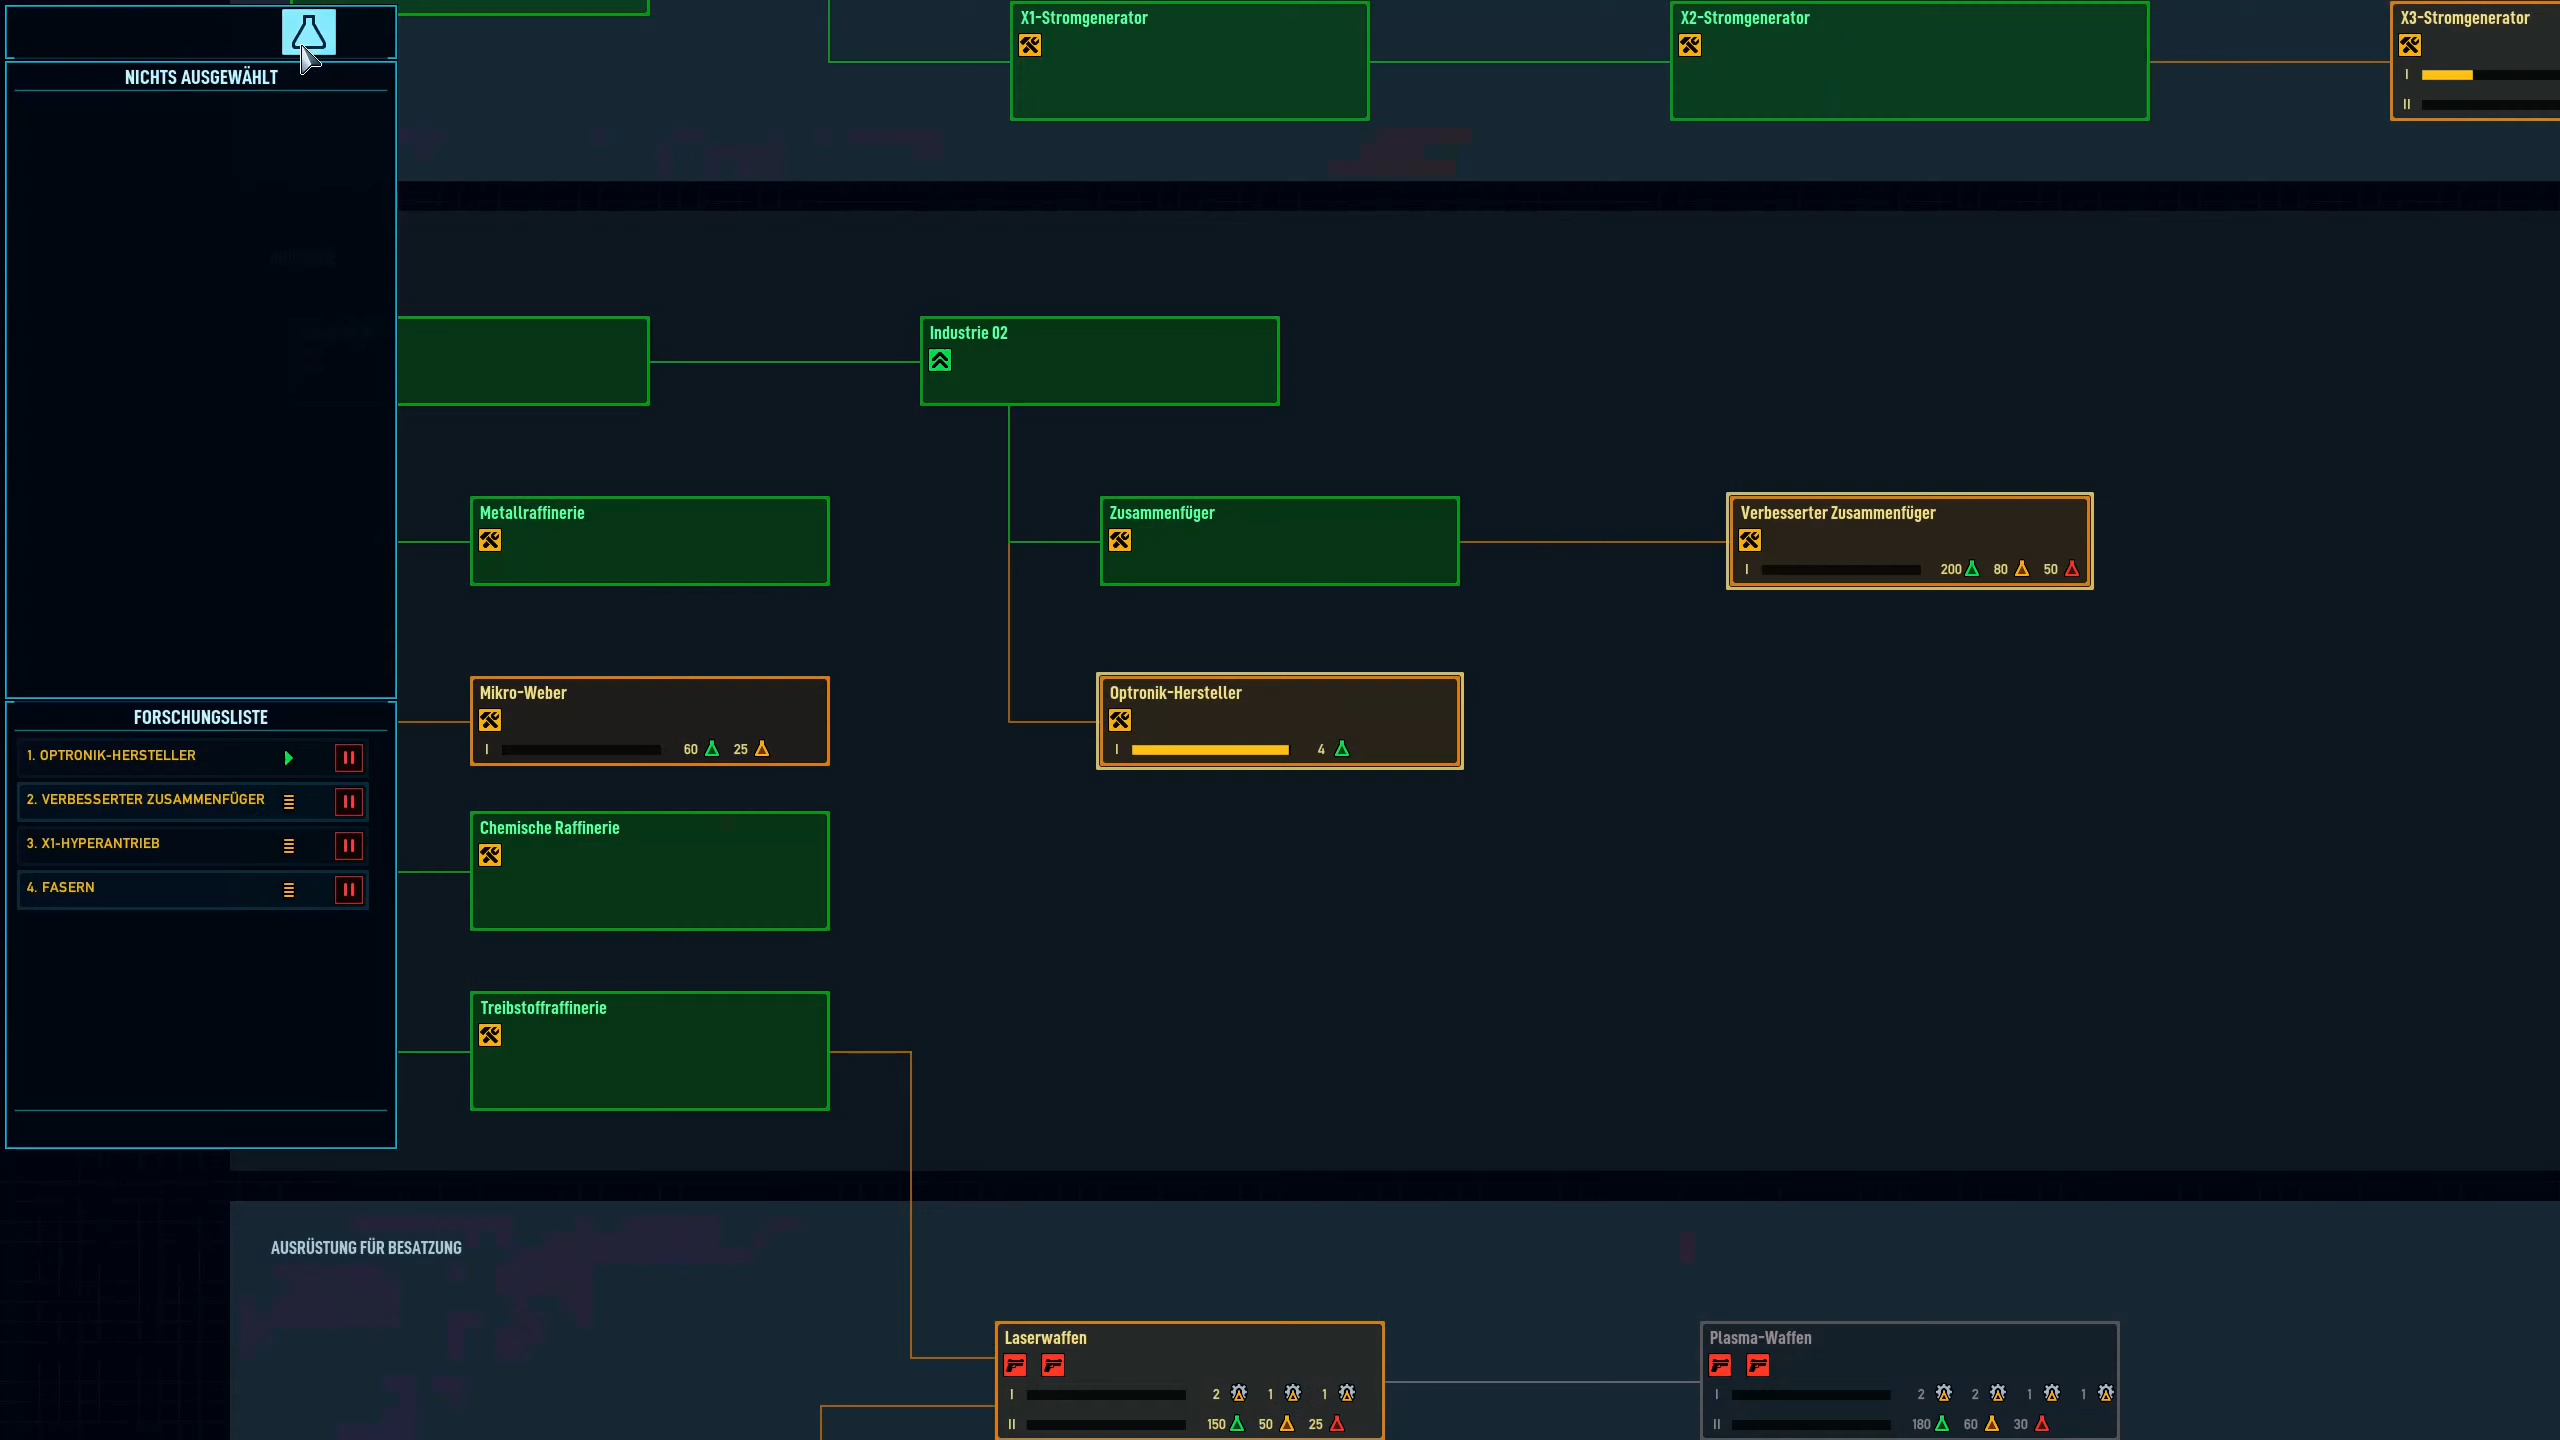 X1-Stromgenerator
X2-Stromgenerator
X3-Stromgenerator
I
II
NICHTS AUSGEWÄHLT
Industrie 02
Metallraffinerie
Zusammenfüger
Verbesserter Zusammenfüger
I 200 80 50
Mikro-Weber
I 60 25
Optronik-Hersteller
I 4
FORSCHUNGSLISTE
1. OPTRONIK-HERSTELLER
2. VERBESSERTER ZUSAMMENFÜGER
3. X1-HYPERANTRIEB
4. FASERN
Chemische Raffinerie
Treibstoffraffinerie
AUSRÜSTUNG FÜR BESATZUNG
Laserwaffen
I 2 1 1
II 150 50 25
Plasma-Waffen
I 2 2 1 1
II 180 60 30